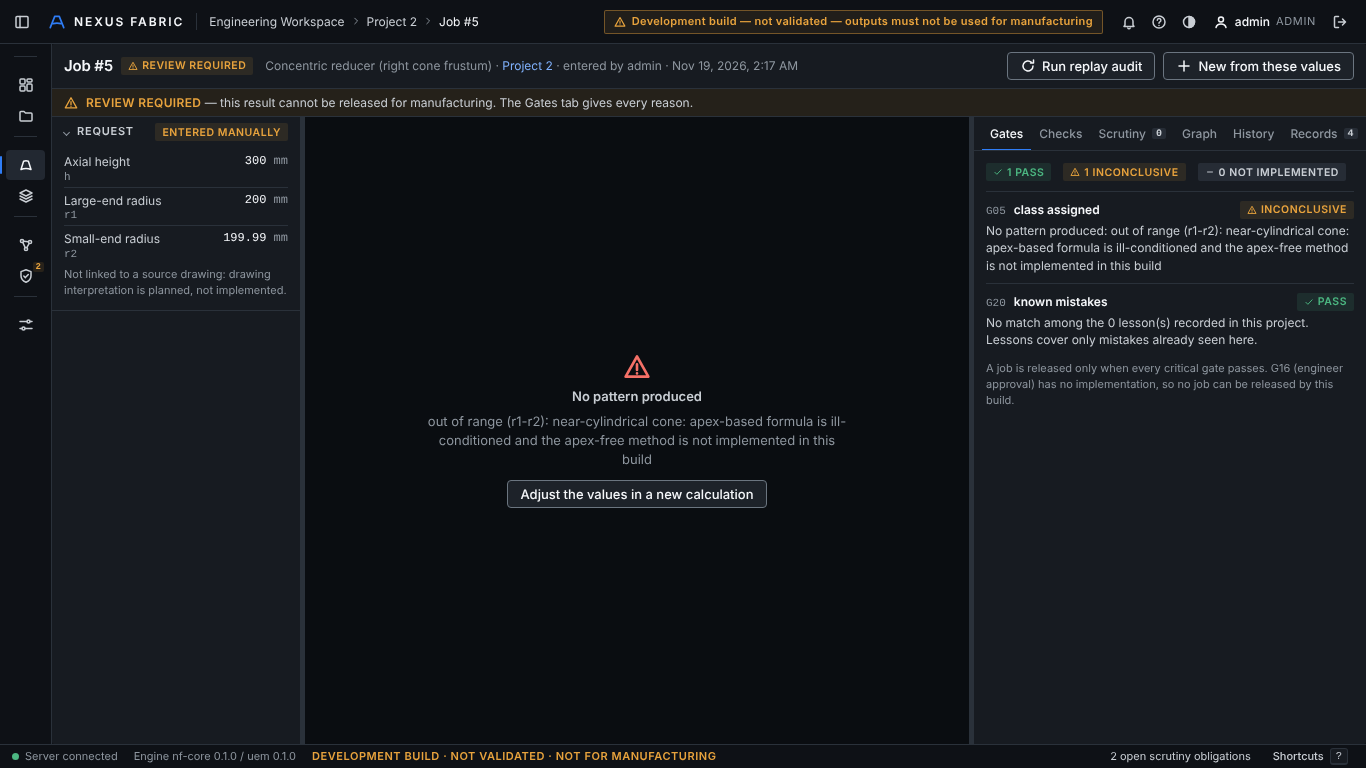 NEXUS FABRIC
Engineering Workspace › Project 2 › Job #5
Development build — not validated — outputs must not be used for manufacturing
admin ADMIN
Job #5
REVIEW REQUIRED
Concentric reducer (right cone frustum) · Project 2 · entered by admin · Nov 19, 2026, 2:17 AM
Run replay audit
New from these values
REVIEW REQUIRED — this result cannot be released for manufacturing. The Gates tab gives every reason.
REQUEST
ENTERED MANUALLY
Axial height 300 mm
h
Large-end radius 200 mm
r1
Small-end radius 199.99 mm
r2
Not linked to a source drawing: drawing
interpretation is planned, not implemented.
2
No pattern produced
out of range (r1-r2): near-cylindrical cone: apex-based formula is ill-
conditioned and the apex-free method is not implemented in this
build
Adjust the values in a new calculation
Gates Checks Scrutiny 0 Graph History Records 4
1 PASS
1 INCONCLUSIVE
– 0 NOT IMPLEMENTED
G05 class assigned INCONCLUSIVE
No pattern produced: out of range (r1-r2): near-cylindrical cone:
apex-based formula is ill-conditioned and the apex-free method
is not implemented in this build
G20 known mistakes PASS
No match among the 0 lesson(s) recorded in this project.
Lessons cover only mistakes already seen here.
A job is released only when every critical gate passes. G16 (engineer
approval) has no implementation, so no job can be released by this
build.
Server connected
Engine nf-core 0.1.0 / uem 0.1.0
DEVELOPMENT BUILD · NOT VALIDATED · NOT FOR MANUFACTURING
2 open scrutiny obligations
Shortcuts ?